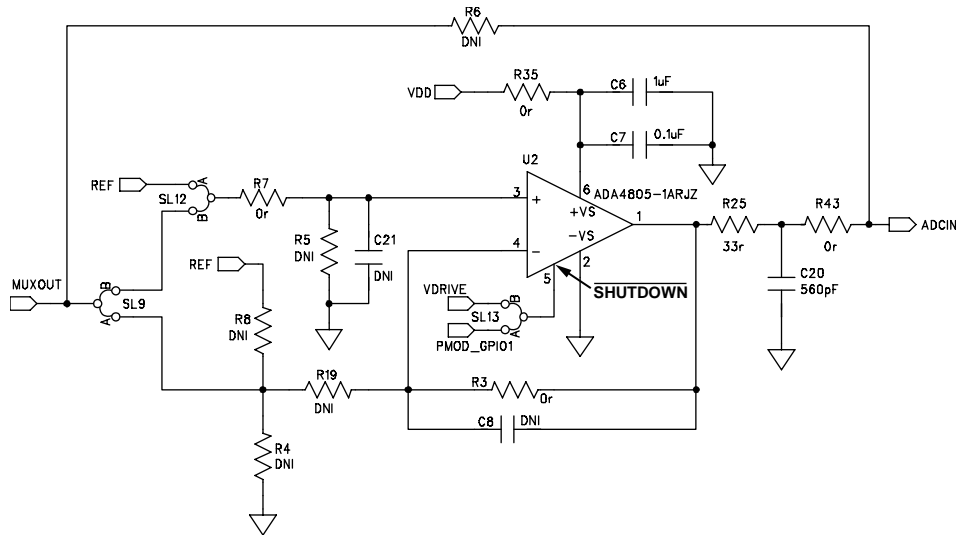 R6
DNI
R35
VDD
0r
C6
1uF
C7
0.1uF
U2
REF
A
SL12
B
R7
0r
3
+
6
ADA4805-1ARJZ
+VS
-VS
1
R25
33r
R43
0r
ADCIN
R5
DNI
C21
DNI
4
-
2
5
SHUTDOWN
C20
560pF
REF
MUXOUT
B
SL9
A
VDRIVE
B
SL13
A
PMOD_GPIO1
R8
DNI
R19
DNI
R3
0r
C8
DNI
R4
DNI